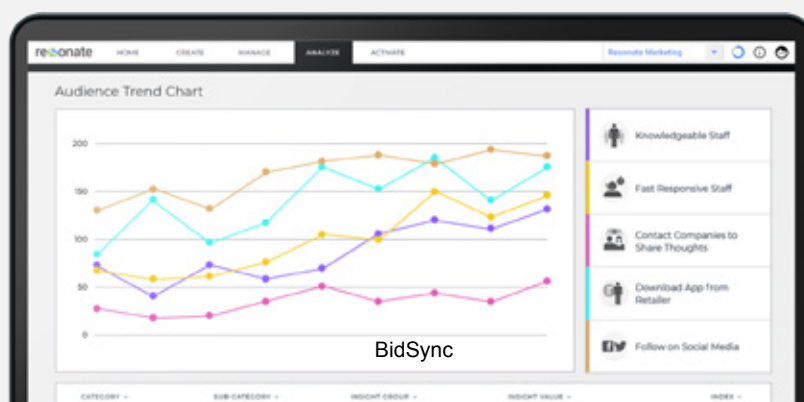 resonate HOME CREATE MANAGE ANALYZE ACTIVATE Resonate Marketing
Audience Trend Chart
200
150
100
50
0
BidSync
Knowledgeable Staff
Fast Responsive Staff
Contact Companies to
Share Thoughts
Download App from
Retailer
Follow on Social Media
CATEGORY SUB-CATEGORY INSIGHT GROUP INSIGHT VALUE INDEX